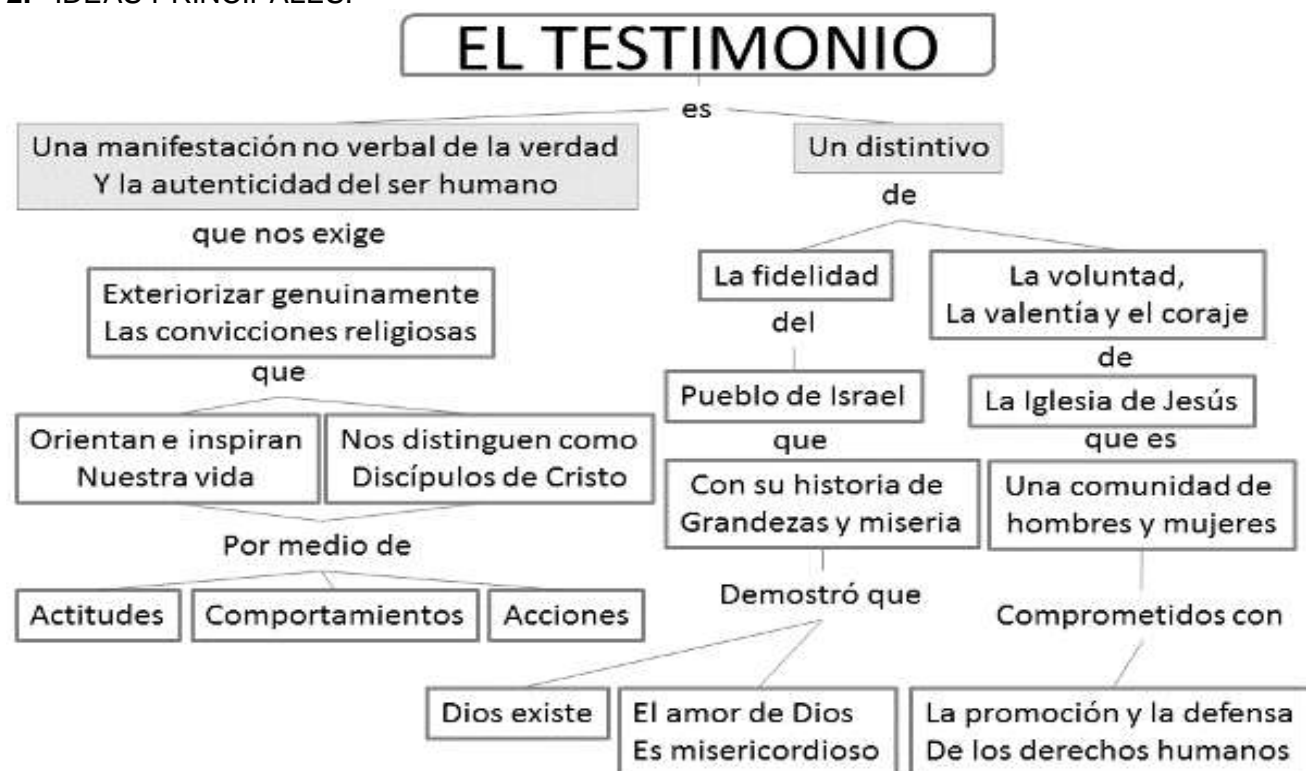 2. IDEAS PRINCIPALES:
EL TESTIMONIO
es
Una manifestación no verbal de la verdad
Y la autenticidad del ser humano
que nos exige
Exteriorizar genuinamente
Las convicciones religiosas
que
Orientan e inspiran
Nuestra vida
Nos distinguen como
Discípulos de Cristo
Por medio de
Actitudes
Comportamientos
Acciones
Un distintivo
de
La fidelidad
del
Pueblo de Israel
que
Con su historia de
Grandezas y miseria
Demostró que
Dios existe
El amor de Dios
Es misericordioso
La voluntad,
La valentía y el coraje
de
La Iglesia de Jesús
que es
Una comunidad de
hombres y mujeres
Comprometidos con
La promoción y la defensa
De los derechos humanos